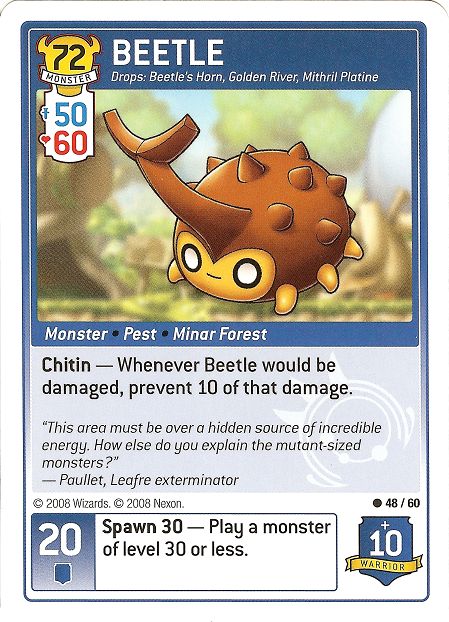 72
MONSTER
BEETLE
Drops: Beetle's Horn, Golden River, Mithril Platine
50
60
Monster • Pest • Minar Forest
Chitin — Whenever Beetle would be
damaged, prevent 10 of that damage.
“This area must be over a hidden source of incredible
energy. How else do you explain the mutant-sized
monsters?”
— Paullet, Leafre exterminator
© 2008 Wizards. © 2008 Nexon.
● 48 / 60
20
Spawn 30 — Play a monster
of level 30 or less.
+
10
WARRIOR